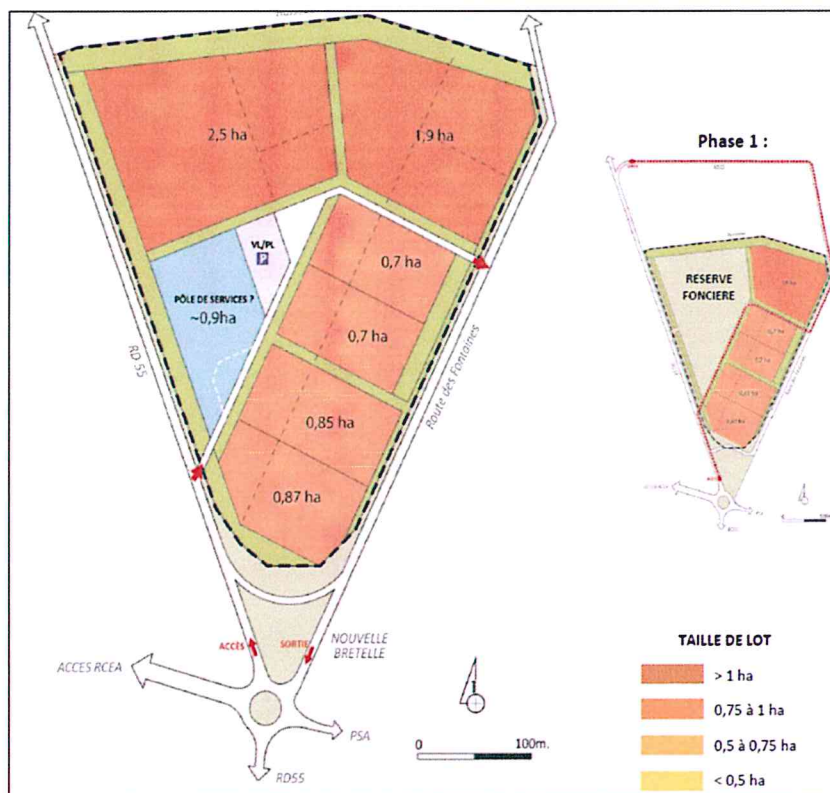 2,5 ha
1,9 ha
VL/PL
P
PÔLE DE SERVICES ?
~0,9ha
0,7 ha
0,7 ha
0,85 ha
0,87 ha
RD 55
Route des Fontaines
ACCÈS
SORTIE
NOUVELLE
BRETELLE
ACCES RCEA
PSA
RD55
0
100m.
Phase 1 :
RESERVE
FONCIERE
0,7 ha
TAILLE DE LOT
> 1 ha
0,75 à 1 ha
0,5 à 0,75 ha
< 0,5 ha